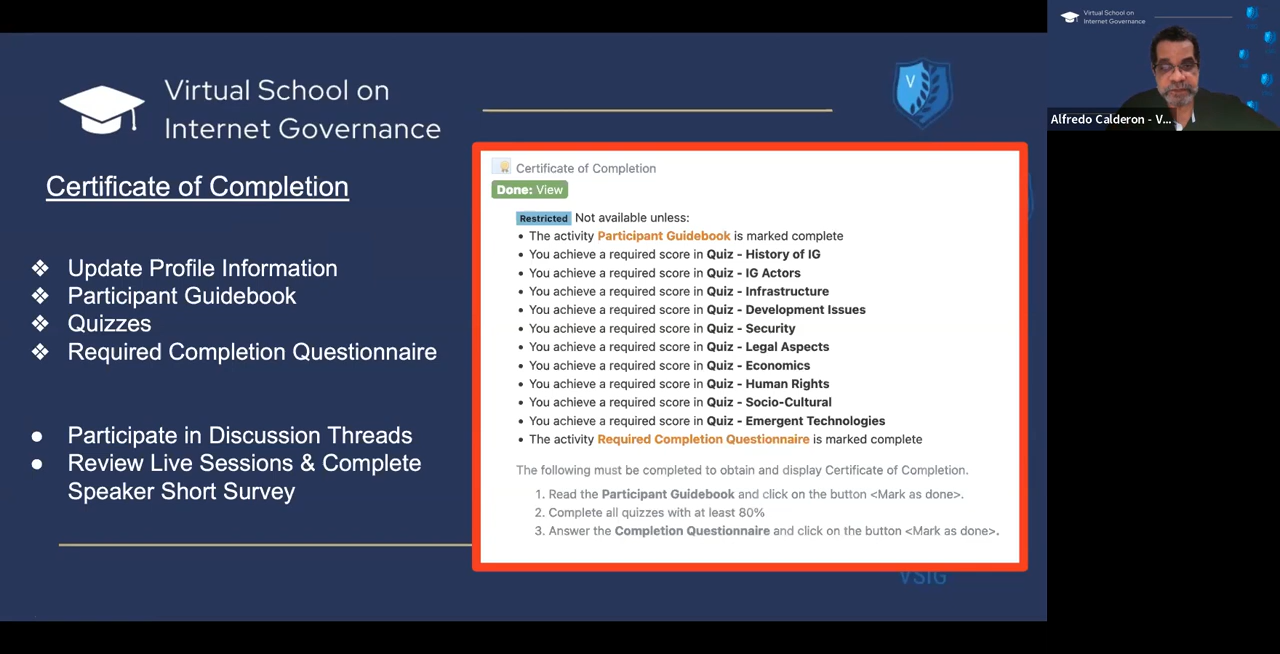 Virtual School on
Internet Governance
V
Certificate of Completion
❖ Update Profile Information
❖ Participant Guidebook
❖ Quizzes
❖ Required Completion Questionnaire
● Participate in Discussion Threads
● Review Live Sessions & Complete
Speaker Short Survey
Certificate of Completion
Done: View
Restricted Not available unless:
• The activity Participant Guidebook is marked complete
• You achieve a required score in Quiz - History of IG
• You achieve a required score in Quiz - IG Actors
• You achieve a required score in Quiz - Infrastructure
• You achieve a required score in Quiz - Development Issues
• You achieve a required score in Quiz - Security
• You achieve a required score in Quiz - Legal Aspects
• You achieve a required score in Quiz - Economics
• You achieve a required score in Quiz - Human Rights
• You achieve a required score in Quiz - Socio-Cultural
• You achieve a required score in Quiz - Emergent Technologies
• The activity Required Completion Questionnaire is marked complete
The following must be completed to obtain and display Certificate of Completion.
1. Read the Participant Guidebook and click on the button <Mark as done>.
2. Complete all quizzes with at least 80%
3. Answer the Completion Questionnaire and click on the button <Mark as done>.
VSIG
Virtual School on
Internet Governance
Alfredo Calderon - V...